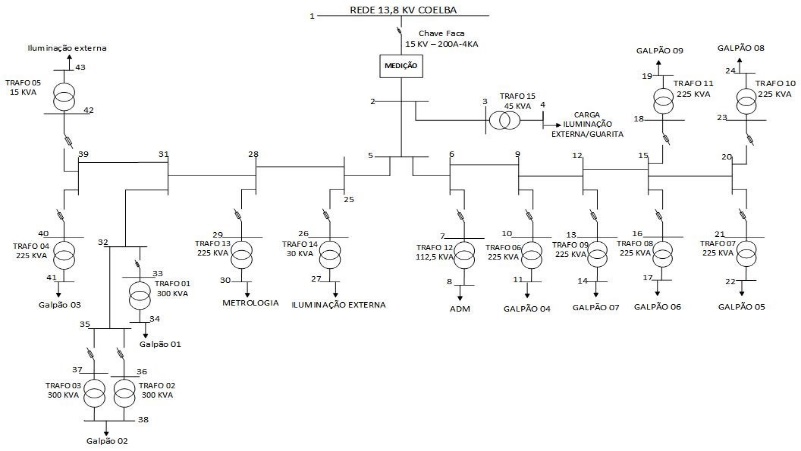 REDE 13,8 KV COELBA
1
Chave Faca
15 KV – 200A-4KA
MEDIÇÃO
Iluminação externa
43
TRAFO 05
15 KVA
42
2
3
TRAFO 15
45 KVA
4
CARGA
ILUMINAÇÃO
EXTERNA/GUARITA
GALPÃO 09
19
TRAFO 11
225 KVA
18
GALPÃO 08
24
TRAFO 10
225 KVA
23
39
31
28
5
25
6
9
12
15
20
40
TRAFO 04
225 KVA
41
Galpão 03
32
33
TRAFO 01
300 KVA
34
Galpão 01
29
TRAFO 13
225 KVA
30
METROLOGIA
26
TRAFO 14
30 KVA
27
ILUMINAÇÃO EXTERNA
7
TRAFO 12
112,5 KVA
8
ADM
10
TRAFO 06
225 KVA
11
GALPÃO 04
13
TRAFO 09
225 KVA
14
GALPÃO 07
16
TRAFO 08
225 KVA
17
GALPÃO 06
21
TRAFO 07
225 KVA
22
GALPÃO 05
35
37
TRAFO 03
300 KVA
36
TRAFO 02
300 KVA
38
Galpão 02